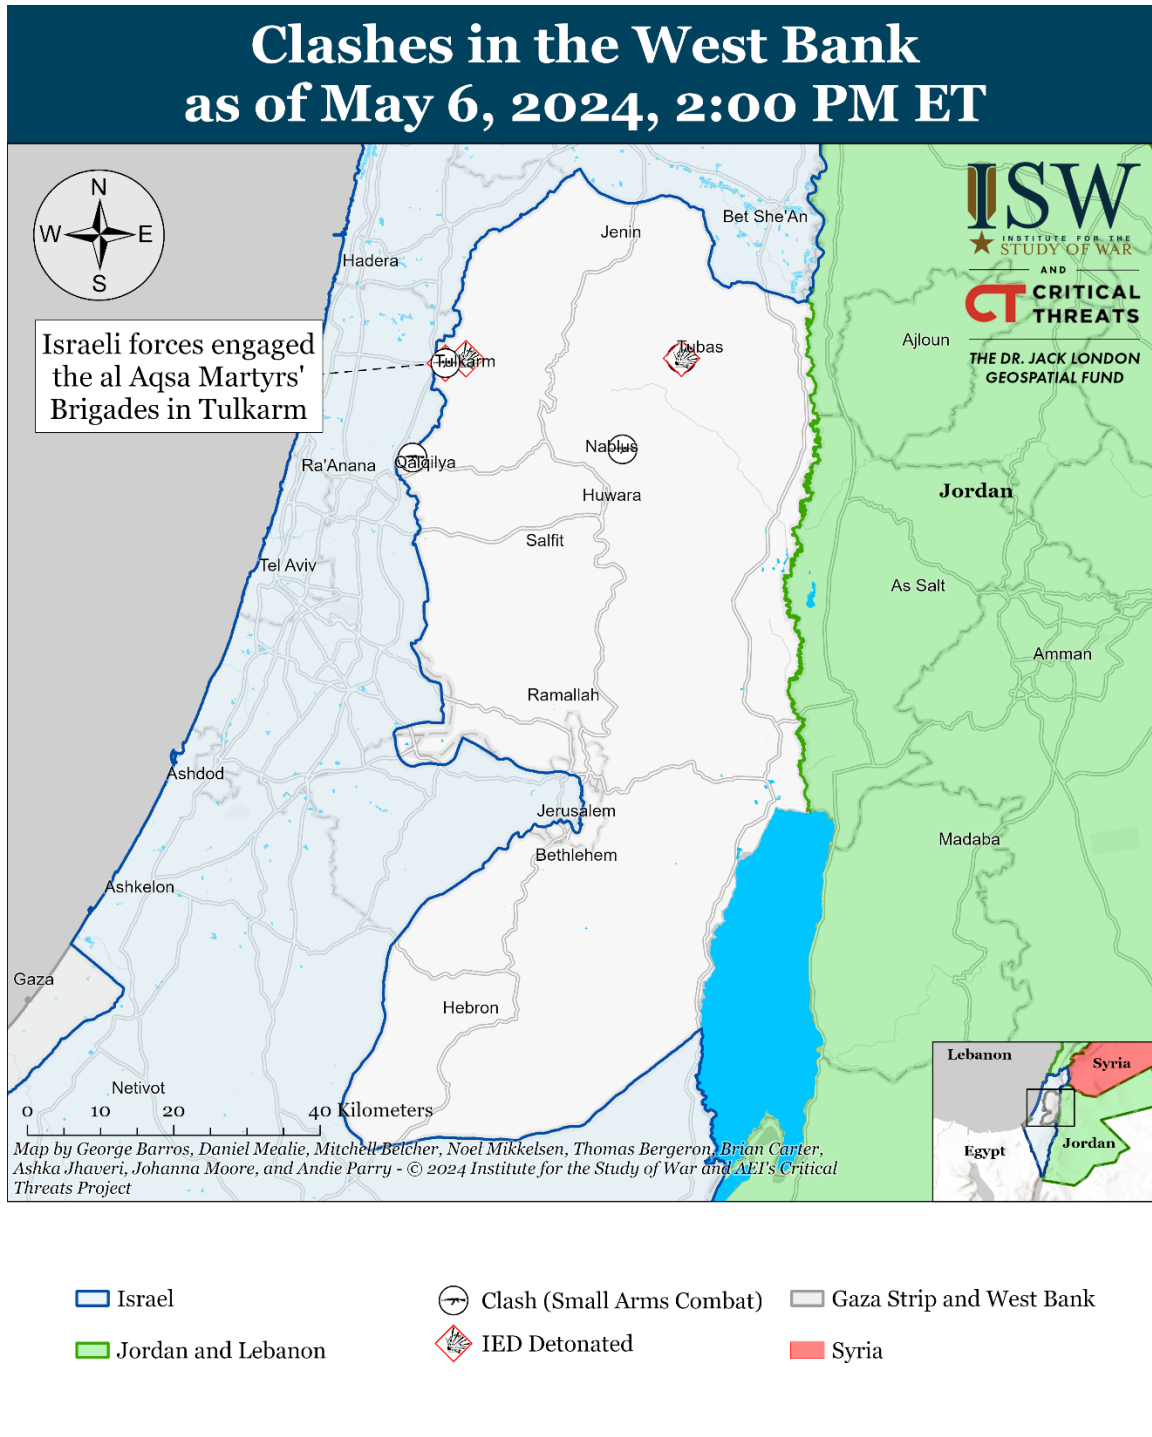 Clashes in the West Bank
as of May 6, 2024, 2:00 PM ET
N
W
E
S
ISW
INSTITUTE FOR THE
STUDY OF WAR
AND
CT CRITICAL
THREATS
THE DR. JACK LONDON
GEOSPATIAL FUND
Israeli forces engaged
the al Aqsa Martyrs'
Brigades in Tulkarm
Bet She'An
Jenin
Hadera
Ajloun
Tubas
Tulkarm
Nablus
Qalqilya
Ra'Anana
Jordan
Huwara
Salfit
Tel Aviv
As Salt
Amman
Ramallah
Ashdod
Jerusalem
Madaba
Bethlehem
Ashkelon
Gaza
Hebron
Netivot
0 10 20 40 Kilometers
Map by George Barros, Daniel Mealie, Mitchell Belcher, Noel Mikkelsen, Thomas Bergeron, Brian Carter,
Ashka Jhaveri, Johanna Moore, and Andie Parry - © 2024 Institute for the Study of War and AEI's Critical
Threats Project
Lebanon
Syria
Jordan
Egypt
Israel
Clash (Small Arms Combat)
Gaza Strip and West Bank
Jordan and Lebanon
IED Detonated
Syria